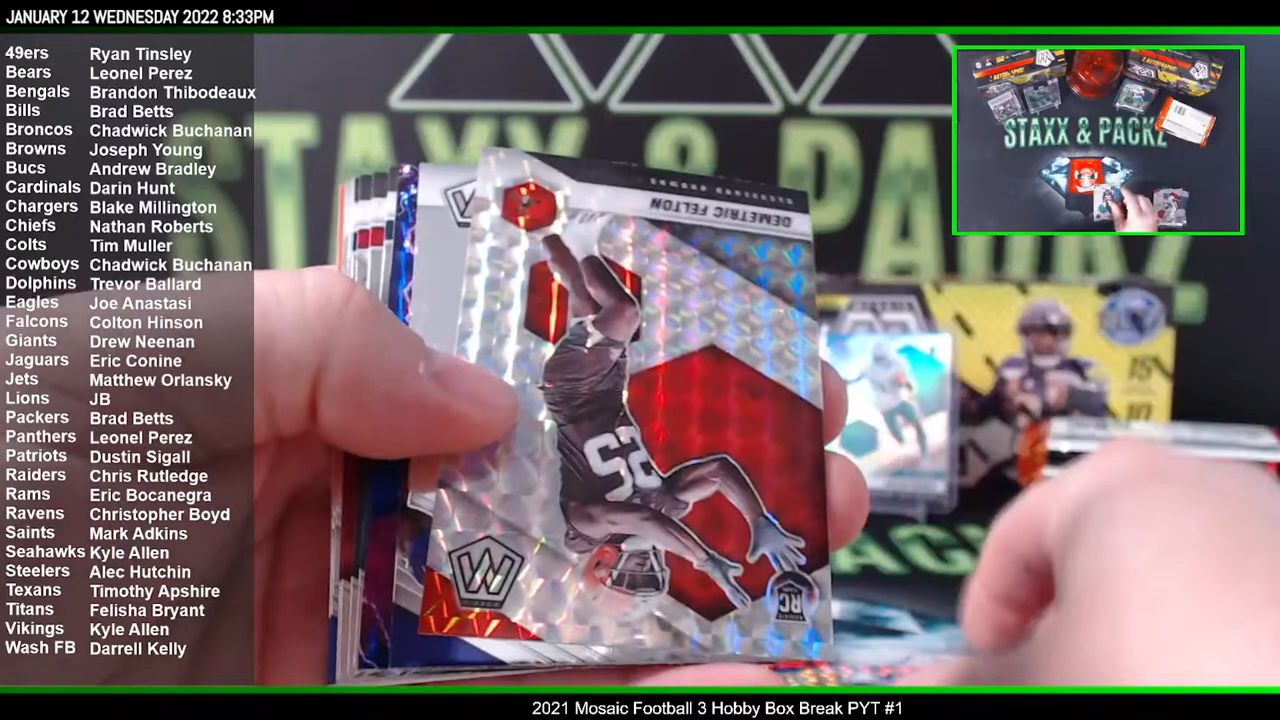 JANUARY 12 WEDNESDAY 2022 8:33PM
49ers Ryan Tinsley
Bears Leonel Perez
Bengals Brandon Thibodeaux
Bills Brad Betts
Broncos Chadwick Buchanan
Browns Joseph Young
Bucs Andrew Bradley
Cardinals Darin Hunt
Chargers Blake Millington
Chiefs Nathan Roberts
Colts Tim Muller
Cowboys Chadwick Buchanan
Dolphins Trevor Ballard
Eagles Joe Anastasi
Falcons Colton Hinson
Giants Drew Neenan
Jaguars Eric Conine
Jets Matthew Orlansky
Lions JB
Packers Brad Betts
Panthers Leonel Perez
Patriots Dustin Sigall
Raiders Chris Rutledge
Rams Eric Bocanegra
Ravens Christopher Boyd
Saints Mark Adkins
Seahawks Kyle Allen
Steelers Alec Hutchin
Texans Timothy Apshire
Titans Felisha Bryant
Vikings Kyle Allen
Wash FB Darrell Kelly
CLEVELAND BROWNS
DEMETRIC FELTON
25
RC
STAXX & PACKZ
15
10
2021 Mosaic Football 3 Hobby Box Break PYT #1